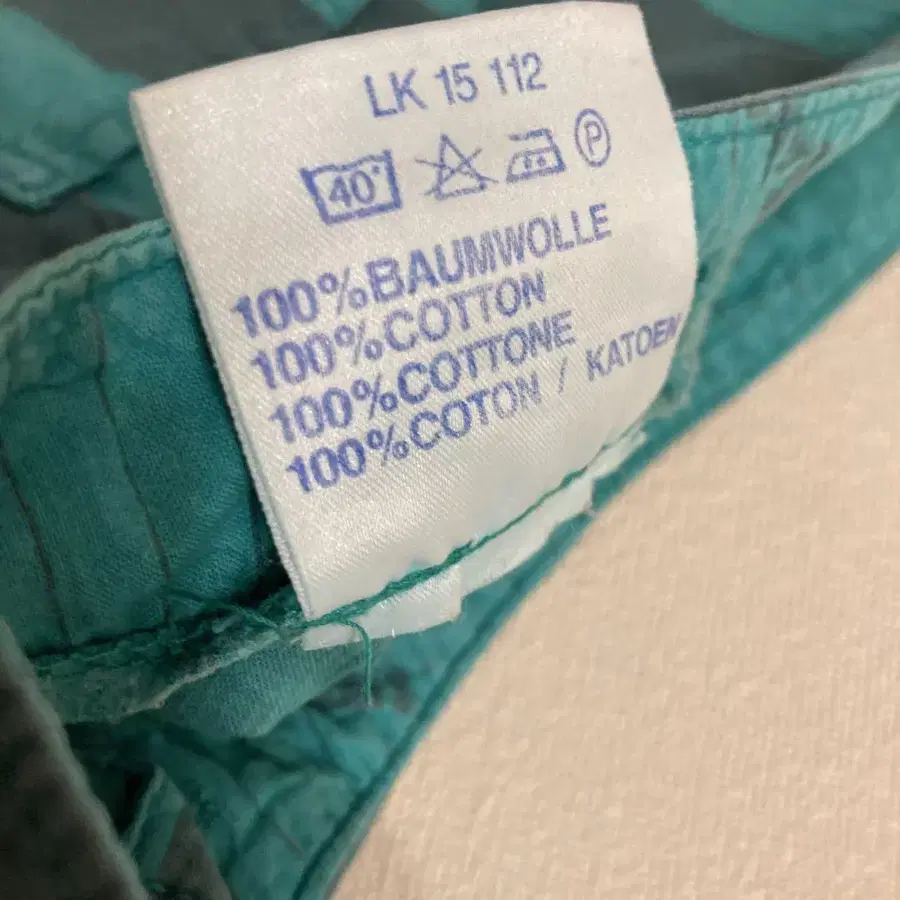 LK 15 112
40° P
100%BAUMWOLLE
100%COTTON
100%COTTONE
100%COTON / KATOEN